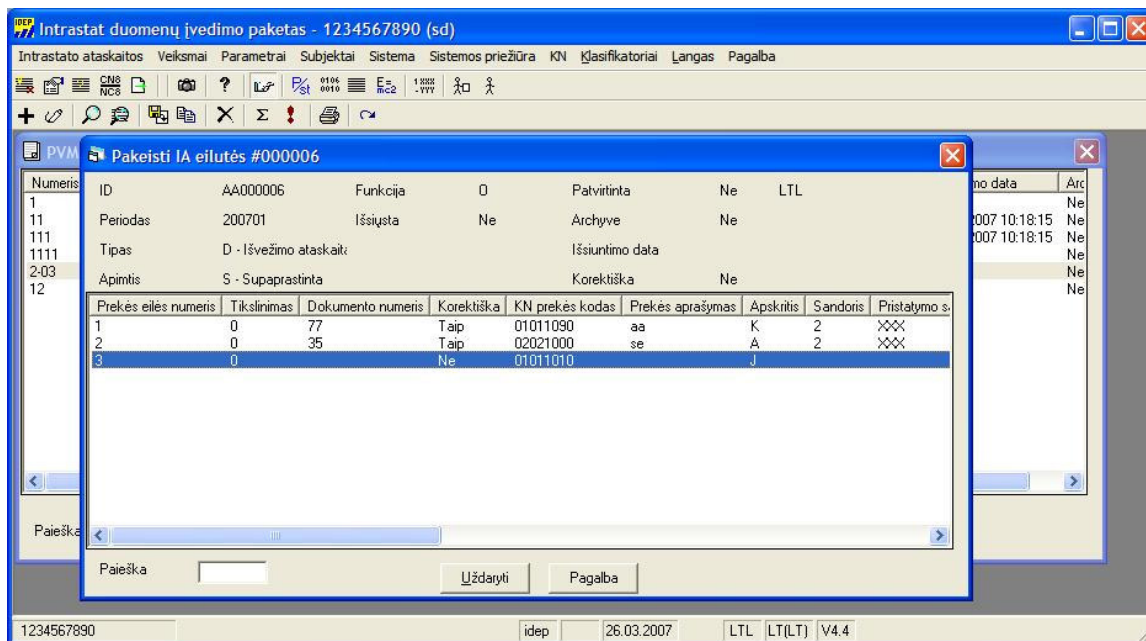 Intrastat duomenų įvedimo paketas - 1234567890 (sd)
Intrastato ataskaitos Veiksmai Parametrai Subjektai Sistema Sistemos priežiūra KN Klasifikatoriai Langas Pagalba
PVM
Pakeisti IA eilutės #000006
Numeris
mo data Arc
1 Ne
11 2007 10:18:15 Ne
111 2007 10:18:15 Ne
1111 Ne
2-03 Ne
12 Ne
ID AA000006 Funkcija O Patvirtinta Ne LTL
Periodas 200701 Išsiųsta Ne Archyve Ne
Tipas D - Išvežimo ataskaita Išsiuntimo data
Apimtis S - Supaprastinta Korektiška Ne
Prekės eilės numeris Tikslinimas Dokumento numeris Korektiška KN prekės kodas Prekės aprašymas Apskritis Sandoris Pristatymo s
1 0 77 Taip 01011090 aa K 2 XXX
2 0 35 Taip 02021000 se A 2 XXX
3 0 Ne 01011010 J
Paieška
Paieška Uždaryti Pagalba
1234567890 idep 26.03.2007 LTL LT(LT) V4.4